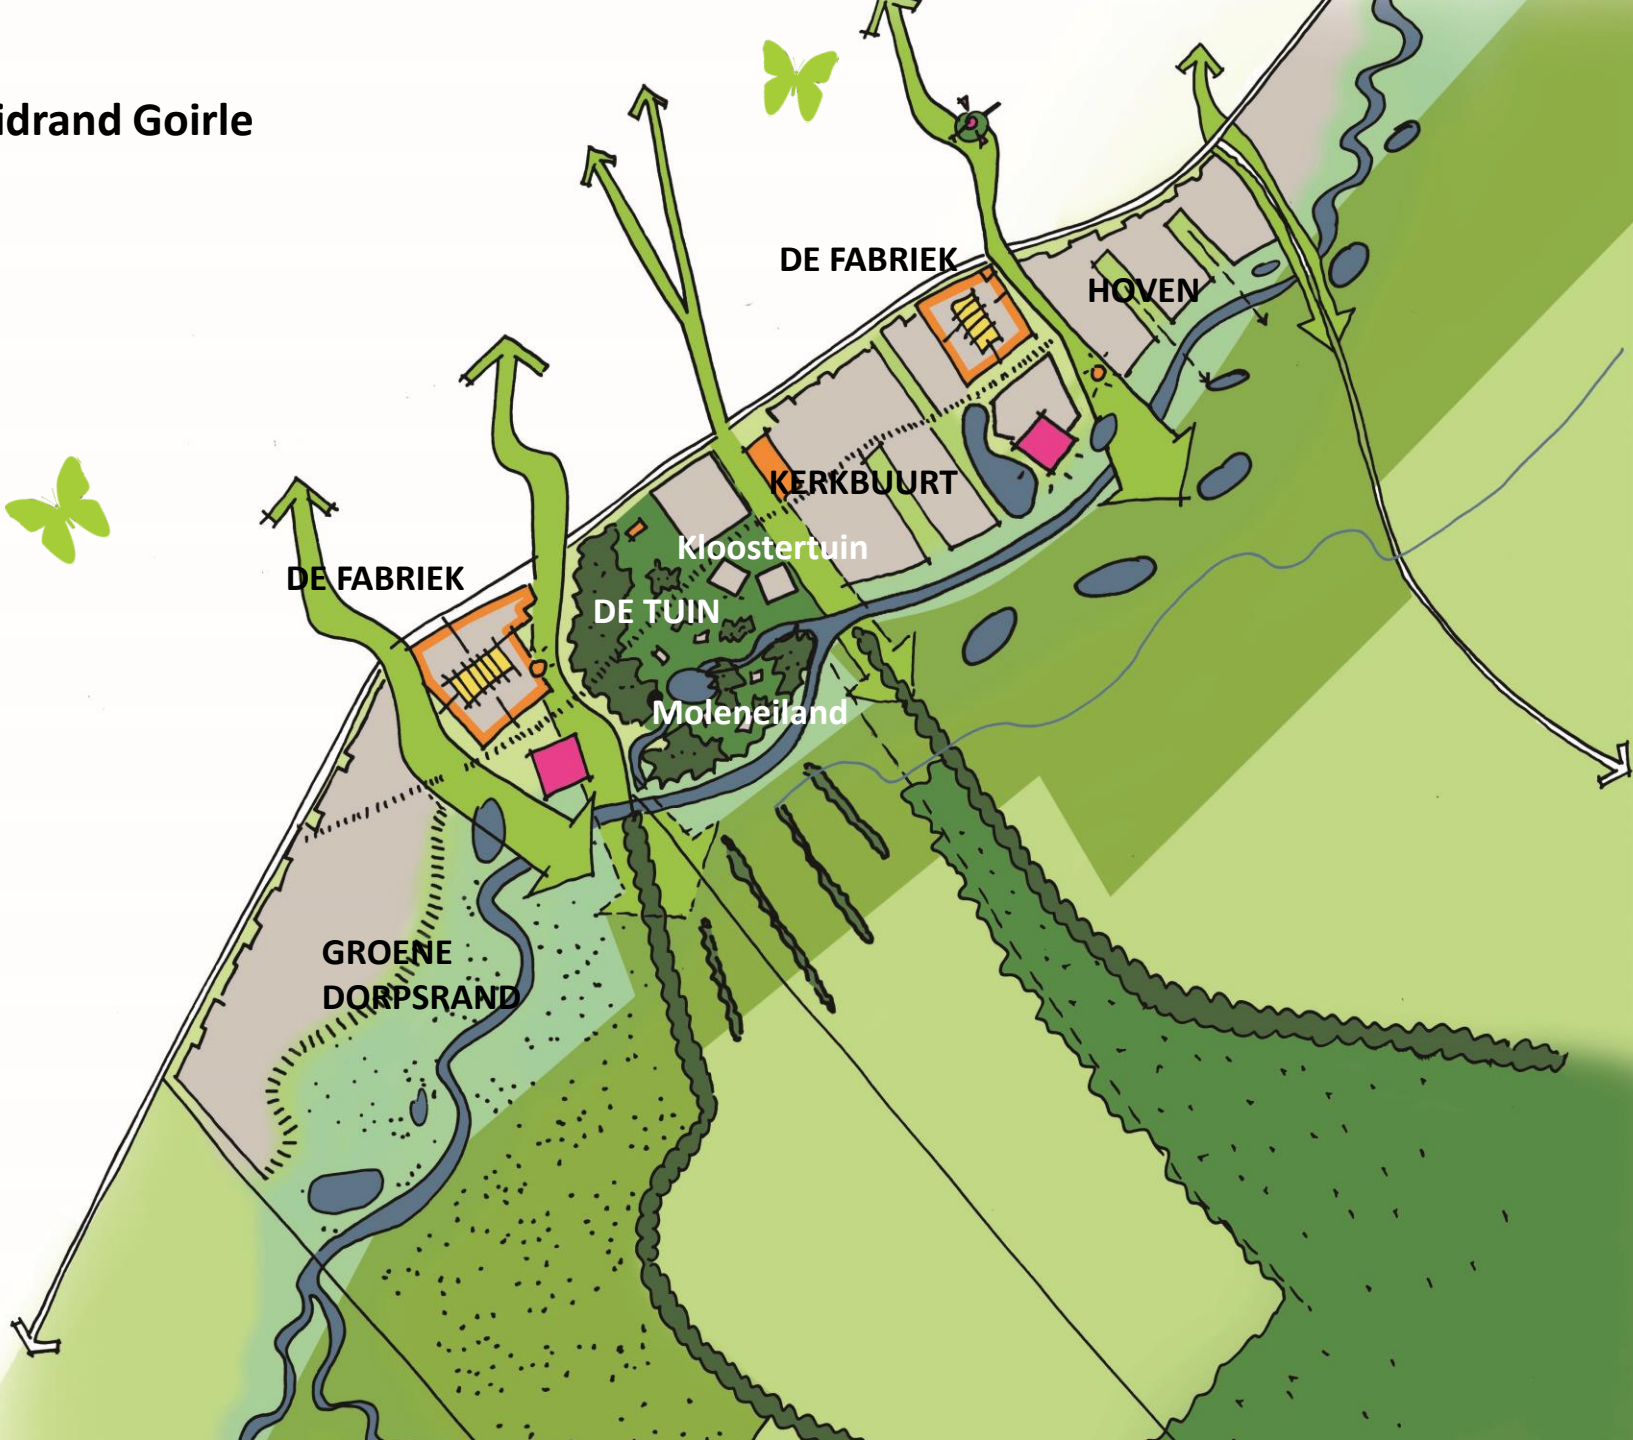 idrand Goirle
DE FABRIEK
HOVEN
KERKBUURT
Kloostertuin
DE FABRIEK
DE TUIN
Moleneiland
GROENE
DORPSRAND